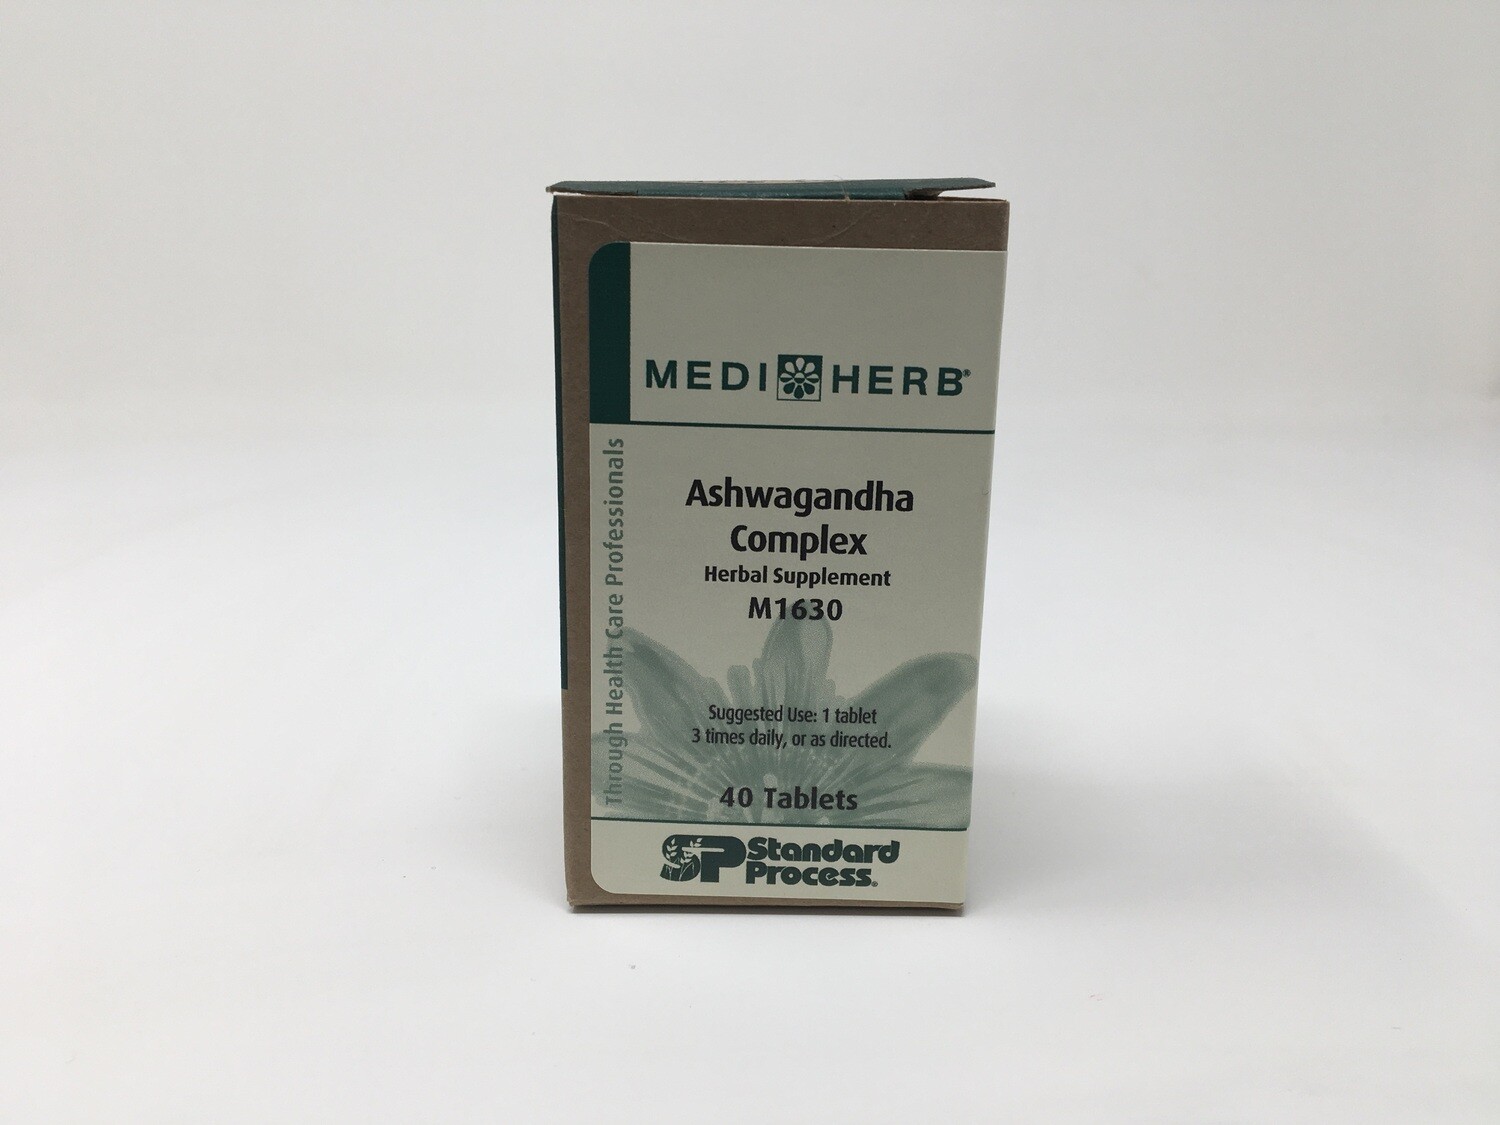 MEDI HERB®
Through Health Care Professionals
Ashwagandha
Complex
Herbal Supplement
M1630
Suggested Use: 1 tablet
3 times daily, or as directed.
40 Tablets
SP Standard
Process®